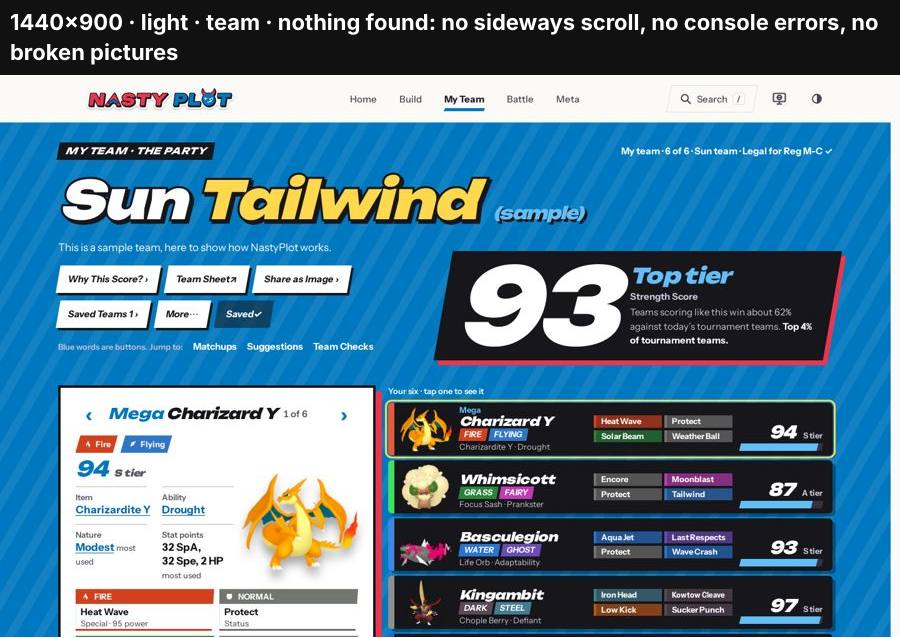 1440×900 · light · team · nothing found: no sideways scroll, no console errors, no
broken pictures
NASTY PLOT
Home Build My Team Battle Meta
Search /
MY TEAM · THE PARTY
My team · 6 of 6 · Sun team · Legal for Reg M-C ✓
Sun Tailwind (sample)
This is a sample team, here to show how NastyPlot works.
Why This Score? › Team Sheet↗ Share as Image ›
Saved Teams 1 › More··· Saved✓
Blue words are buttons. Jump to: Matchups Suggestions Team Checks
93
Top tier
Strength Score
Teams scoring like this win about 62%
against today's tournament teams. Top 4%
of tournament teams.
‹ Mega Charizard Y 1 of 6 ›
Fire Flying
94 S tier
Item
Charizardite Y
Ability
Drought
Nature
Modest most
used
Stat points
32 SpA,
32 Spe, 2 HP
most used
FIRE
Heat Wave
Special · 95 power
NORMAL
Protect
Status
Your six · tap one to see it
Mega
Charizard Y
FIRE FLYING
Charizardite Y · Drought
Heat Wave Protect
Solar Beam Weather Ball
94 S tier
Whimsicott
GRASS FAIRY
Focus Sash · Prankster
Encore Moonblast
Protect Tailwind
87 A tier
Basculegion
WATER GHOST
Life Orb · Adaptability
Aqua Jet Last Respects
Protect Wave Crash
93 S tier
Kingambit
DARK STEEL
Chople Berry · Defiant
Iron Head Kowtow Cleave
Low Kick Sucker Punch
97 S tier